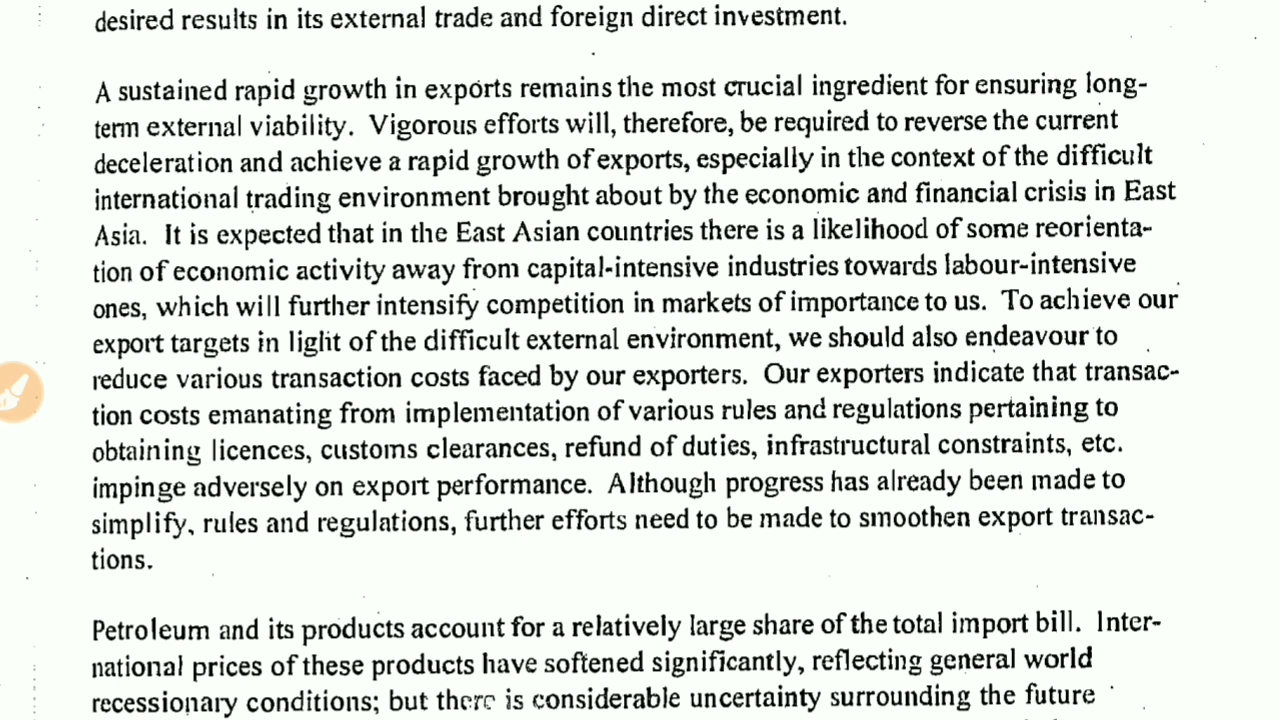 desired results in its external trade and foreign direct investment.
A sustained rapid growth in exports remains the most crucial ingredient for ensuring long-
term external viability. Vigorous efforts will, therefore, be required to reverse the current
deceleration and achieve a rapid growth of exports, especially in the context of the difficult
international trading environment brought about by the economic and financial crisis in East
Asia. It is expected that in the East Asian countries there is a likelihood of some reorienta-
tion of economic activity away from capital-intensive industries towards labour-intensive
ones, which will further intensify competition in markets of importance to us. To achieve our
export targets in light of the difficult external environment, we should also endeavour to
reduce various transaction costs faced by our exporters. Our exporters indicate that transac-
tion costs emanating from implementation of various rules and regulations pertaining to
obtaining licences, customs clearances, refund of duties, infrastructural constraints, etc.
impinge adversely on export performance. Although progress has already been made to
simplify, rules and regulations, further efforts need to be made to smoothen export transac-
tions.
Petroleum and its products account for a relatively large share of the total import bill. Inter-
national prices of these products have softened significantly, reflecting general world
recessionary conditions; but there is considerable uncertainty surrounding the future